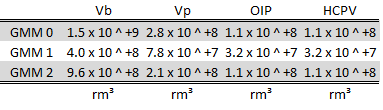 Vb Vp OIP HCPV
GMM 0 1.5 x 10 ^ +9 2.8 x 10 ^ +8 1.1 x 10 ^ +8 1.1 x 10 ^ +8
GMM 1 4.0 x 10 ^ +8 7.8 x 10 ^ +7 3.2 x 10 ^ +7 3.2 x 10 ^ +7
GMM 2 9.6 x 10 ^ +8 2.1 x 10 ^ +8 1.1 x 10 ^ +8 1.1 x 10 ^ +8
rm³ rm³ rm³ rm³